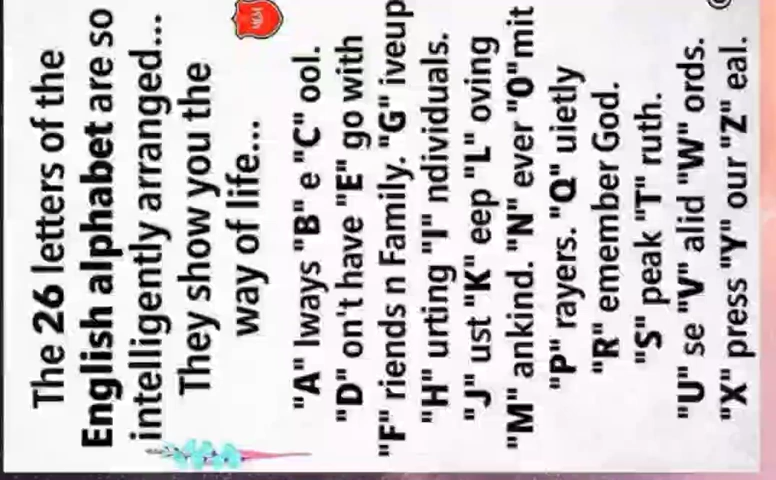 The 26 letters of the
English alphabet are so
intelligently arranged...
They show you the
way of life...
"A" lways "B" e "C" ool.
"D" on't have "E" go with
"F" riends n Family. "G" iveup
"H" urting "I" ndividuals.
"J" ust "K" eep "L" oving
"M" ankind. "N" ever "O" mit
"P" rayers. "Q" uietly
"R" emember God.
"S" peak "T" ruth.
"U" se "V" alid "W" ords.
"X" press "Y" our "Z" eal.